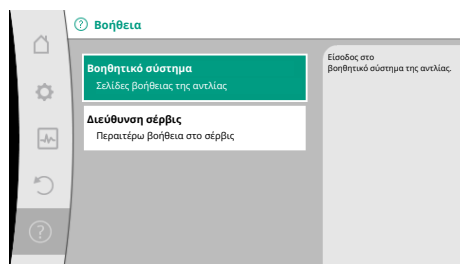 Βοήθεια
Βοηθητικό σύστημα
Σελίδες βοήθειας της αντλίας
Διεύθυνση σέρβις
Περαιτέρω βοήθεια στο σέρβις
Είσοδος στο
βοηθητικό σύστημα της αντλίας.